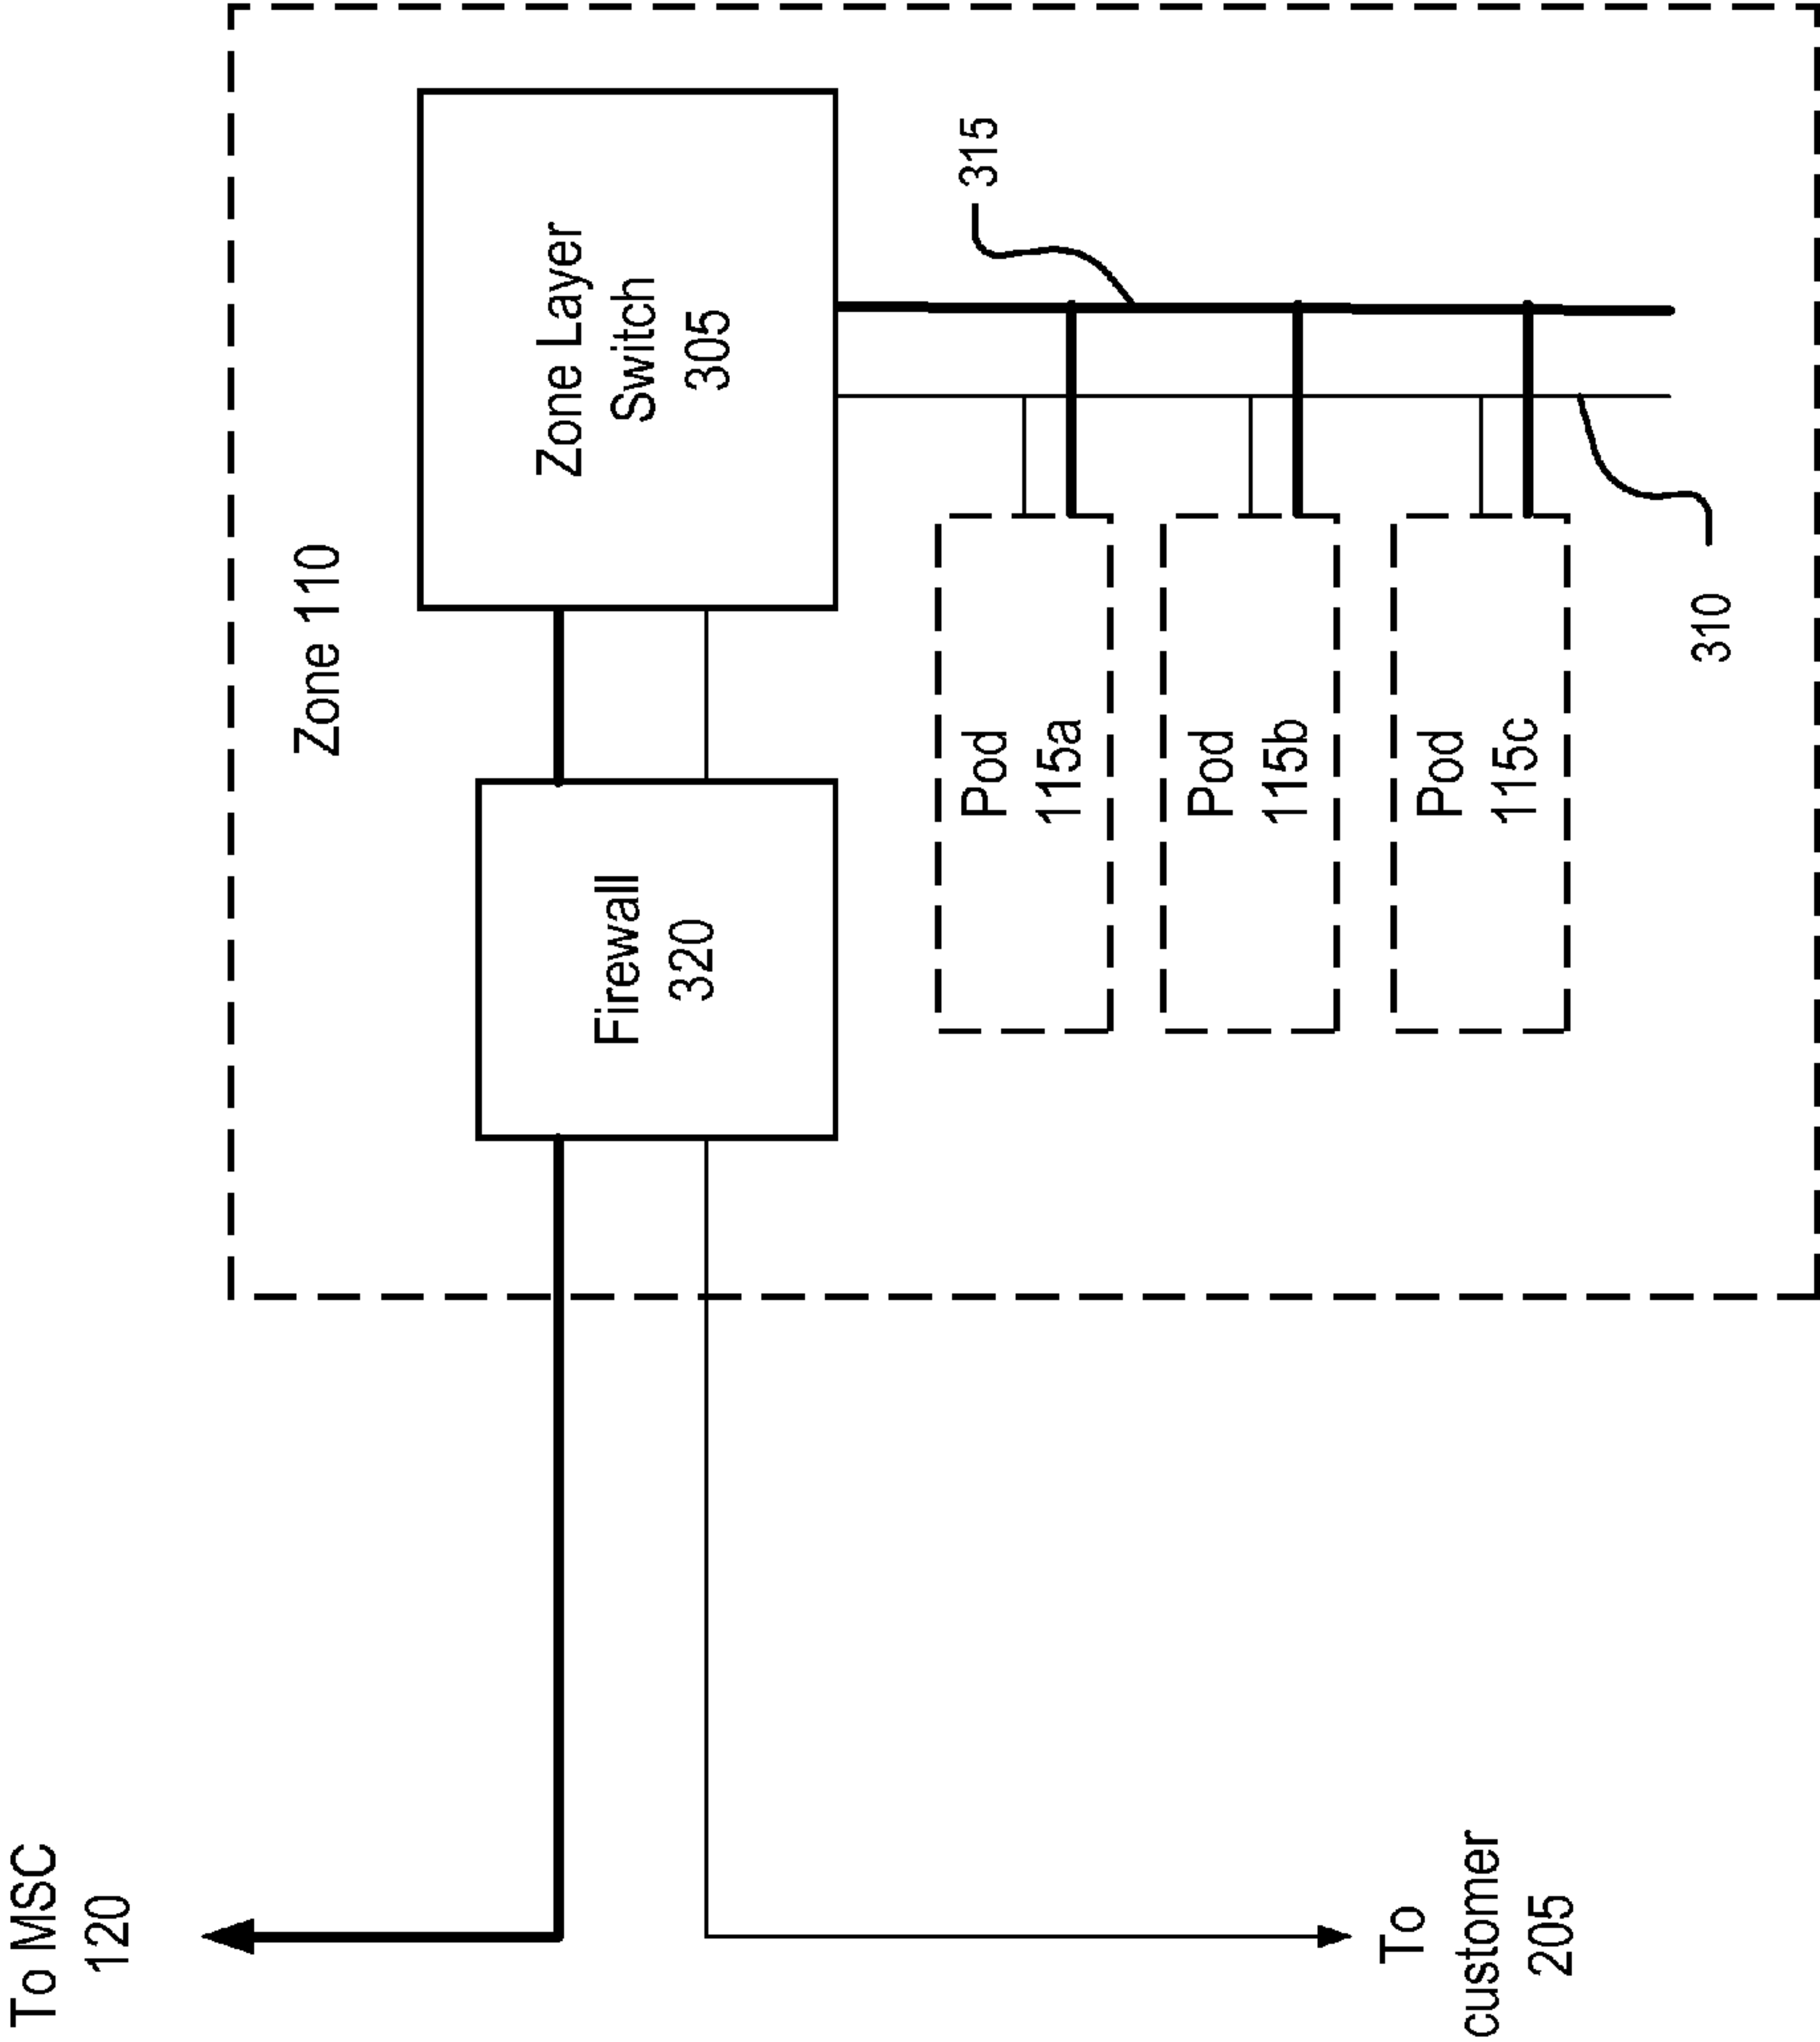 To MSC
120
Zone 110
Zone Layer
Switch
305
Firewall
320
315
Pod
115a
Pod
115b
Pod
115c
310
To
customer
205